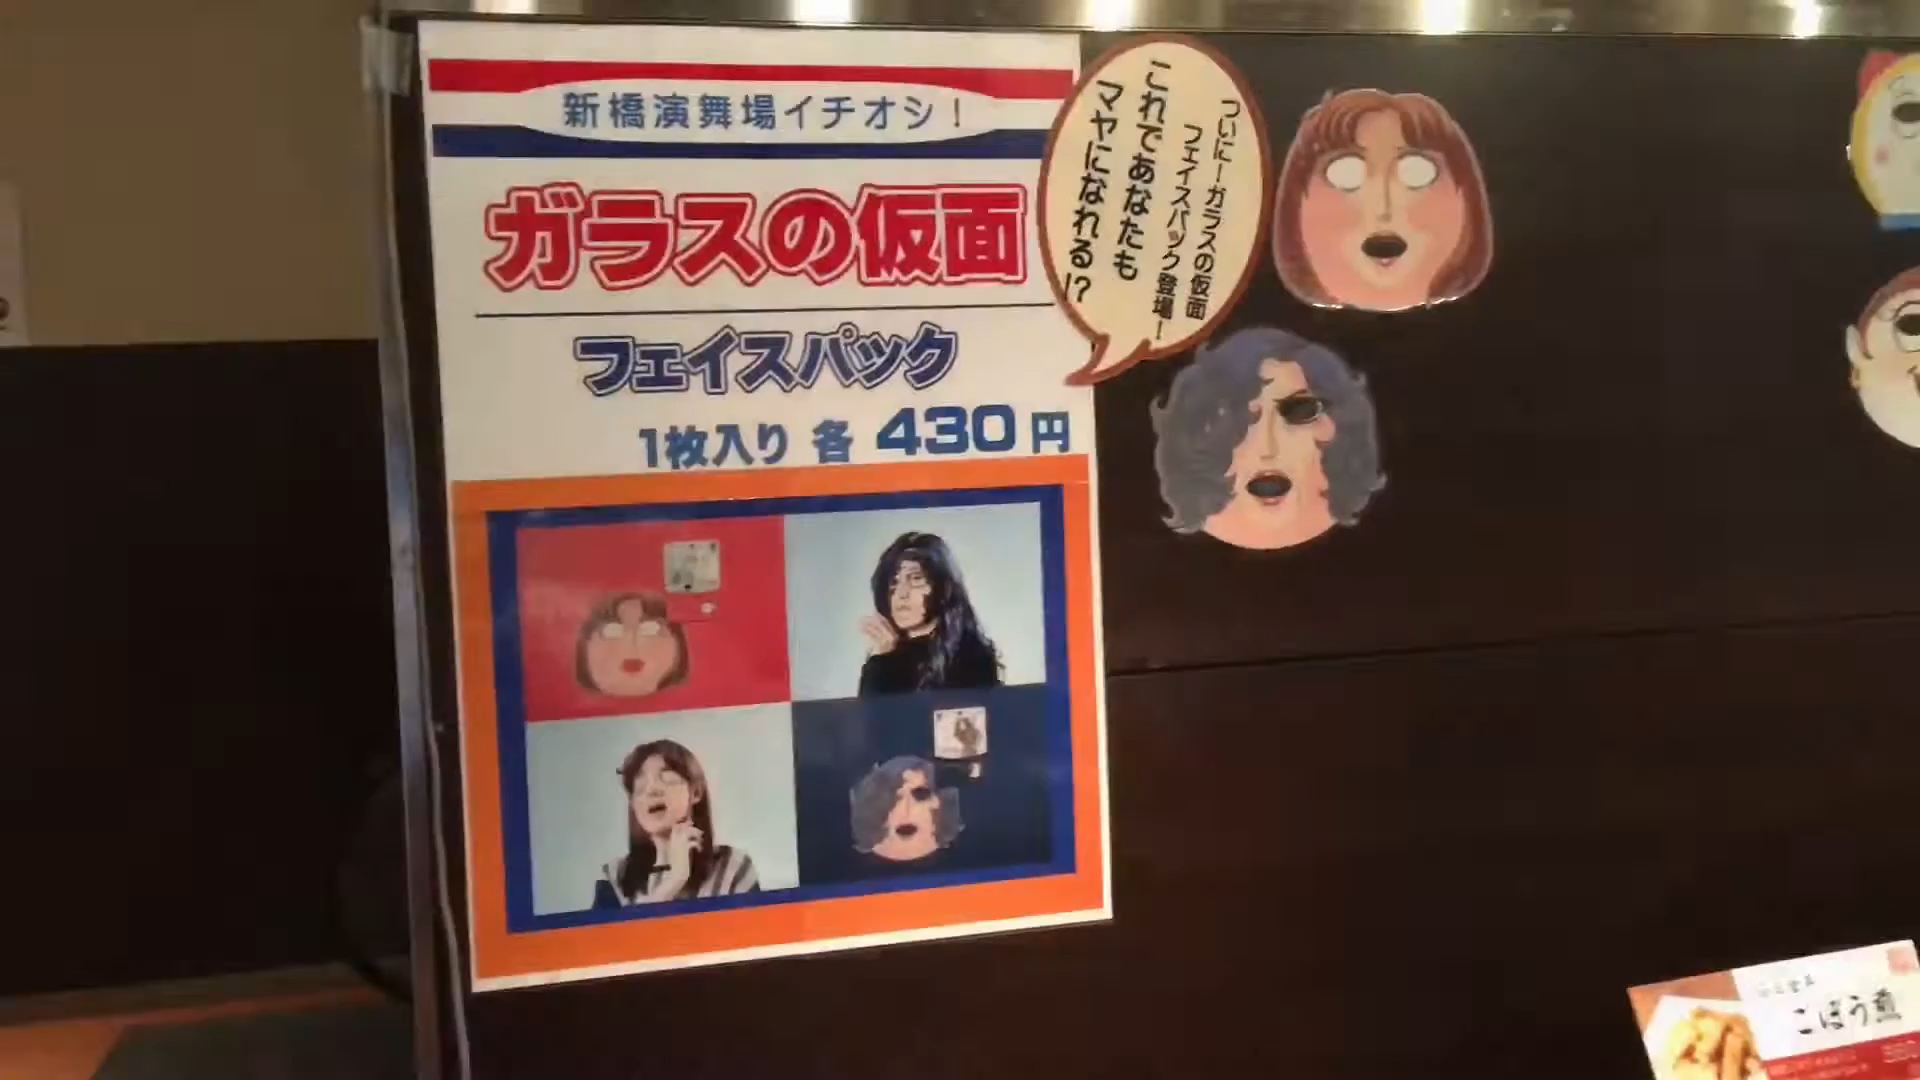 新橋演舞場イチオシ!
ガラスの仮面
フェイスパック
1枚入り 各 430円
ついにーガラスの仮面
フェイスパック登場!
これであなたも
マヤになれる!?
ごぼう煎